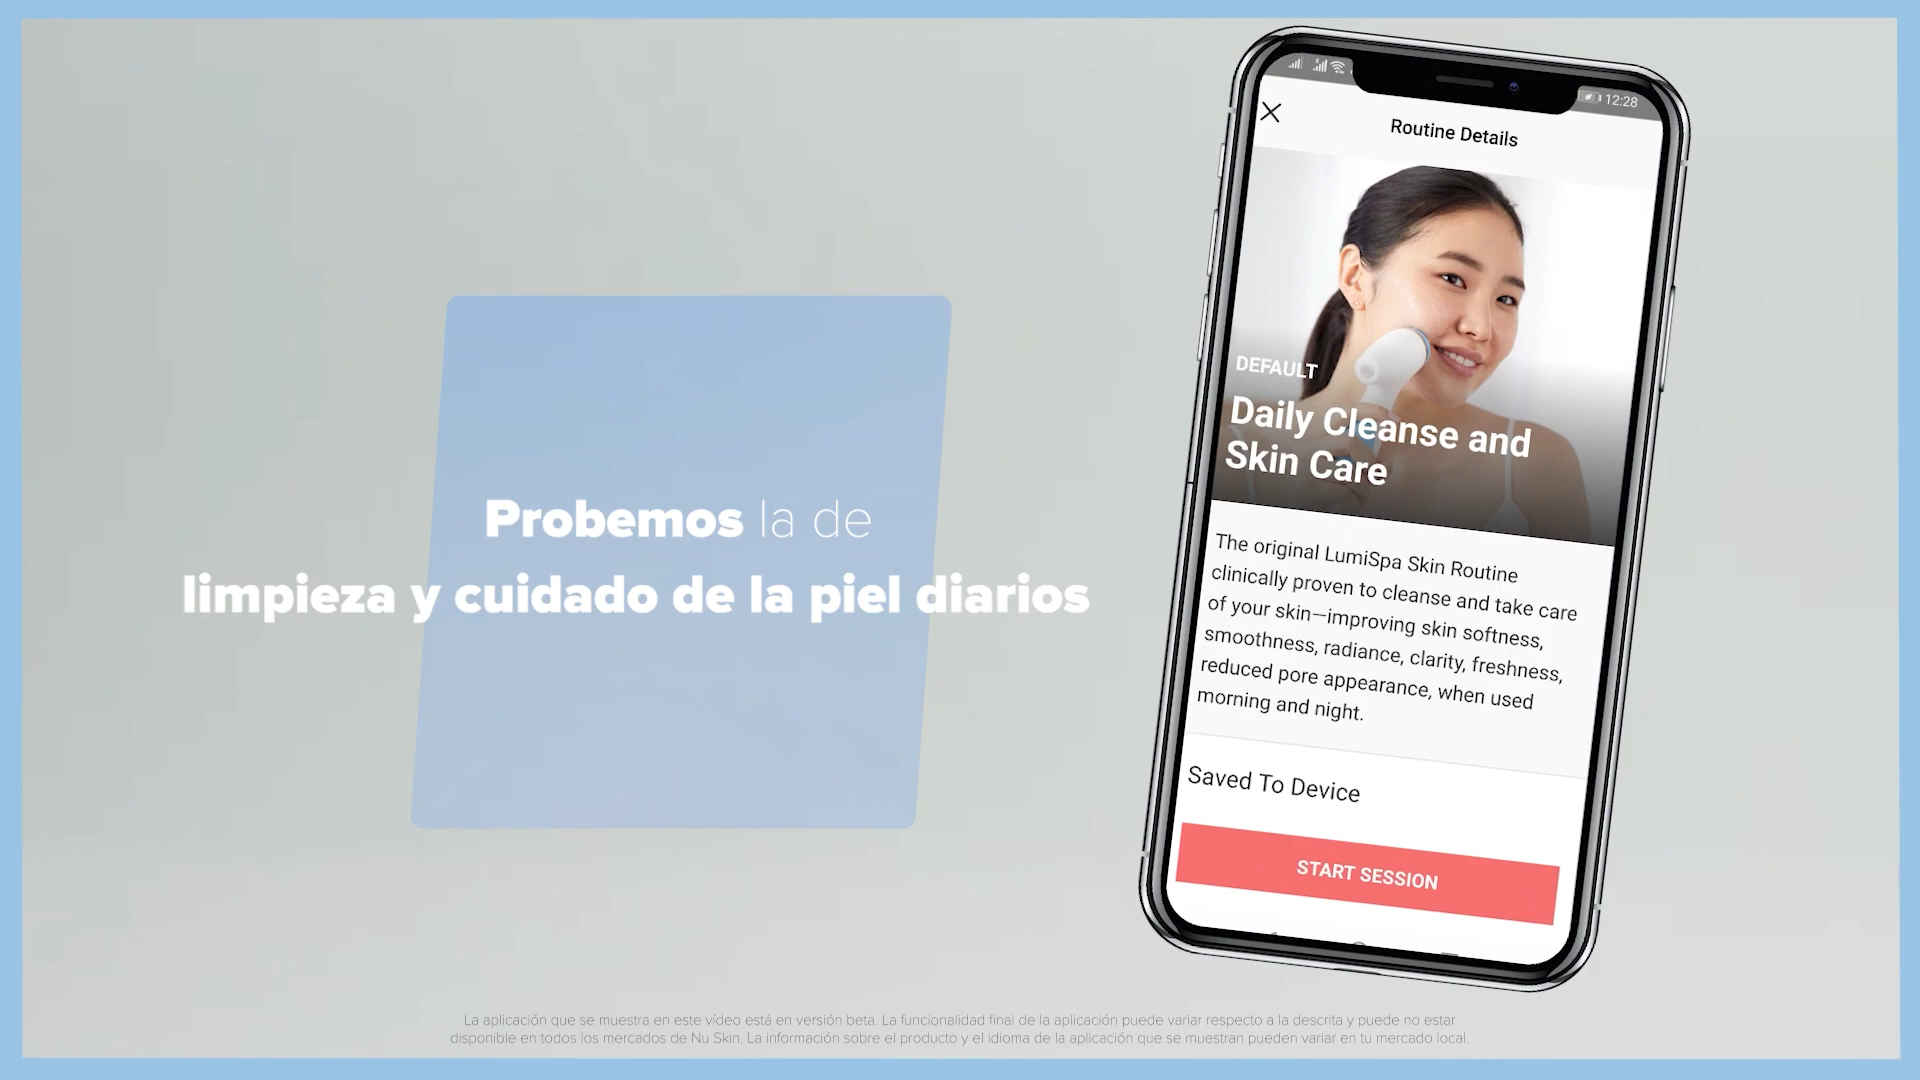 Probemos la de
limpieza y cuidado de la piel diarios
12:28
Routine Details
DEFAULT
Daily Cleanse and
Skin Care
The original LumiSpa Skin Routine
clinically proven to cleanse and take care
of your skin—improving skin softness,
smoothness, radiance, clarity, freshness,
reduced pore appearance, when used
morning and night.
Saved To Device
START SESSION
La aplicación que se muestra en este vídeo está en versión beta. La funcionalidad final de la aplicación puede variar respecto a la descrita y puede no estar
disponible en todos los mercados de Nu Skin. La información sobre el producto y el idioma de la aplicación que se muestran pueden variar en tu mercado local.